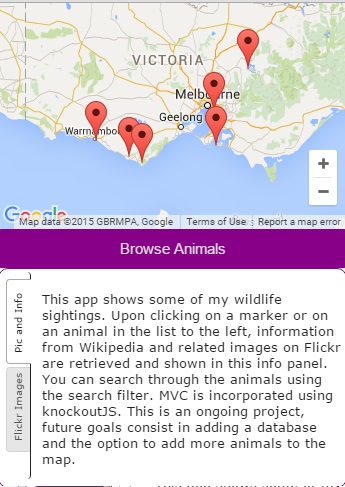 VICTORIA
Melbourne
Geelong
Warrnambool
Google
Map data ©2015 GBRMPA, Google
Terms of Use
Report a map error
Browse Animals
Pic and Info
Flickr Images
This app shows some of my wildlife
sightings. Upon clicking on a marker or on
an animal in the list to the left, information
from Wikipedia and related images on Flickr
are retrieved and shown in this info panel.
You can search through the animals using
the search filter. MVC is incorporated using
knockoutJS. This is an ongoing project,
future goals consist in adding a database
and the option to add more animals to the
map.